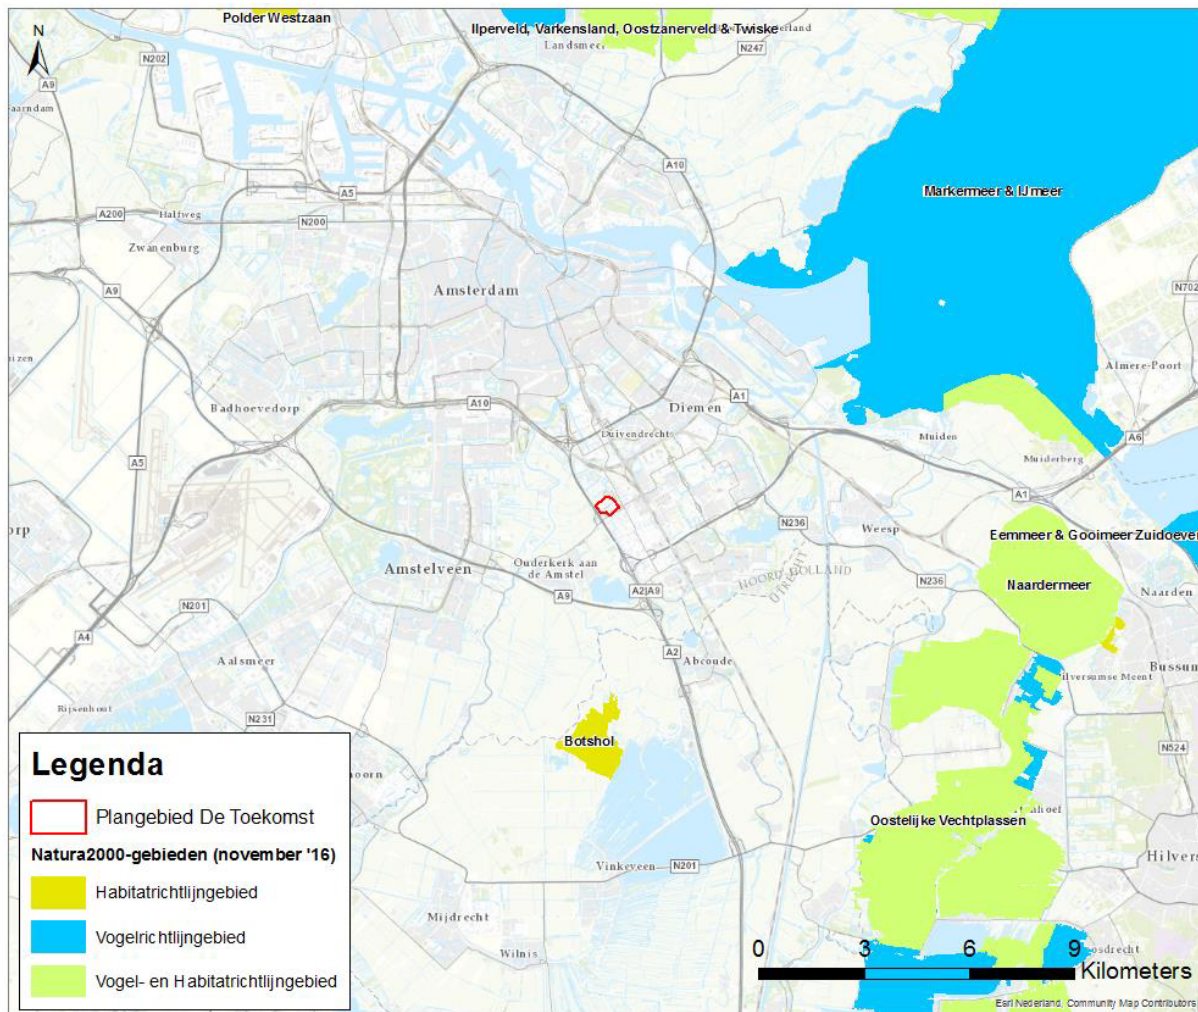 Polder Westzaan
Ilperveld, Varkensland, Oostzanerveld & Twiske
Landsmeer
N247
N
N202
A9
A10
Markermeer & IJmeer
A5
A200
Halfweg
N200
Zwanenburg
A9
Amsterdam
N702
Almere-Poort
Badhoevedorp
A10
Diemen
A1
Duivendrecht
Muiden
A6
Muiderberg
A5
A1
N236
Weesp
Eemmeer & Gooimeer Zuidoever
Ouderkerk aan
de Amstel
Amstelveen
NOORD-HOLLAND
UTRECHT
N236
Naardermeer
Naarden
A2|A9
A9
N201
A4
Aalsmeer
A2
Abcoude
Bussum
ilversumse Meent
Rijsenhout
N231
Botshol
N524
Legenda
Plangebied De Toekomst
Natura2000-gebieden (november '16)
Habitatrichtlijngebied
Vogelrichtlijngebied
Vogel- en Habitatrichtlijngebied
Oostelijke Vechtplassen
Vinkeveen
N201
Hilvers
Mijdrecht
Wilnis
0 3 6 9
Kilometers
Esri Nederland, Community Map Contributors